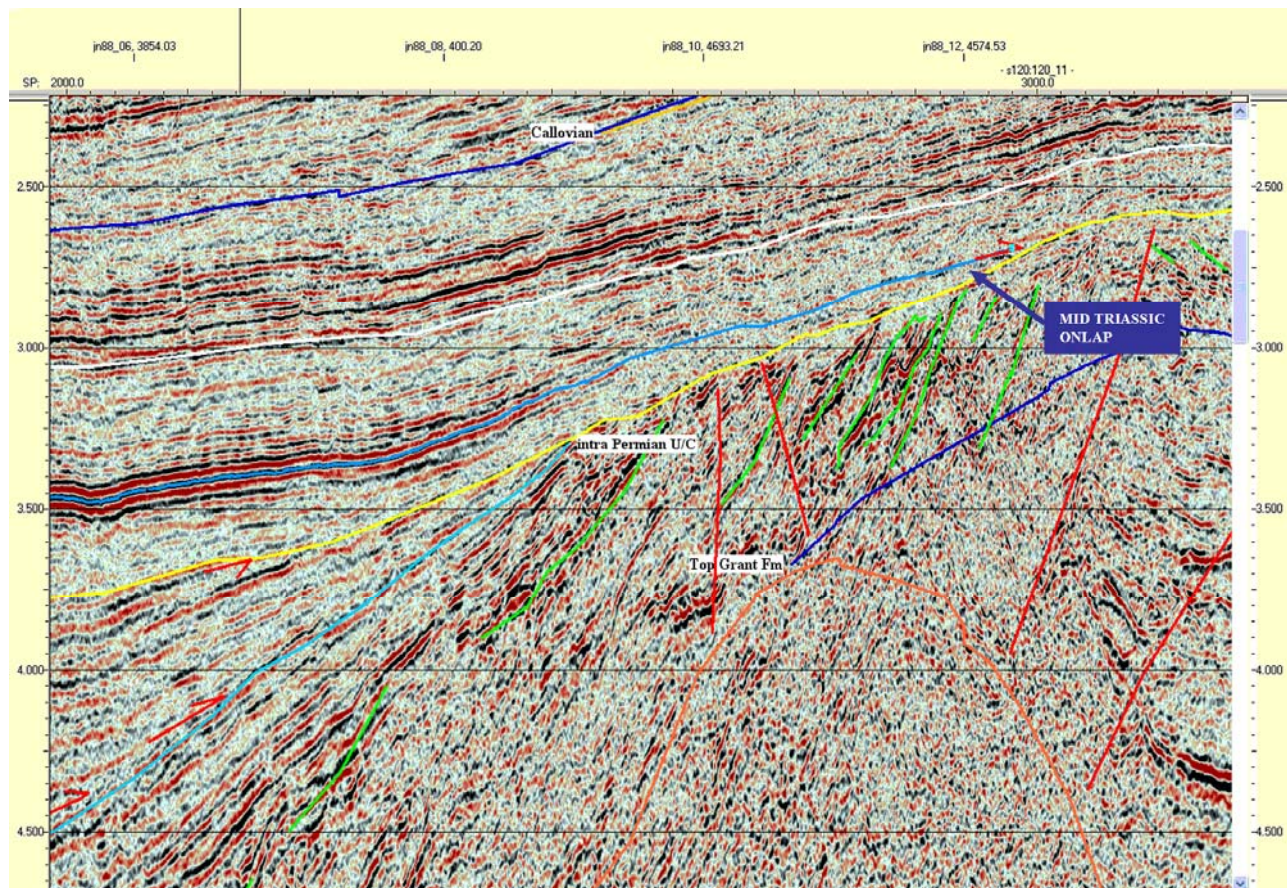 jn88_06, 3854.03
jn88_08, 400.20
jn88_10, 4693.21
jn88_12, 4574.53
- s120:120_11 -
SP: 2000.0
3000.0
Callovian
2.500
2.500
MID TRIASSIC
ONLAP
3.000
3.000
intra Permian U/C
3.500
3.500
Top Grant Fm
4.000
4.000
4.500
4.500